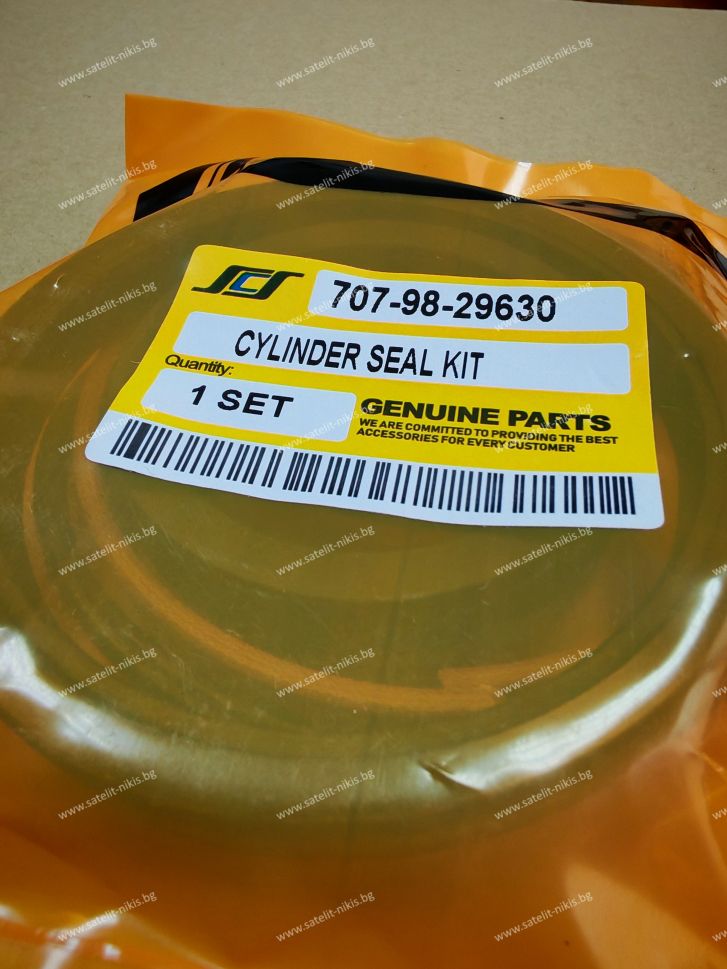 SCS
707-98-29630
CYLINDER SEAL KIT
Quantity:
1 SET
GENUINE PARTS
WE ARE COMMITTED TO PROVIDING THE BEST
ACCESSORIES FOR EVERY CUSTOMER
www.satelit-nikis.bg